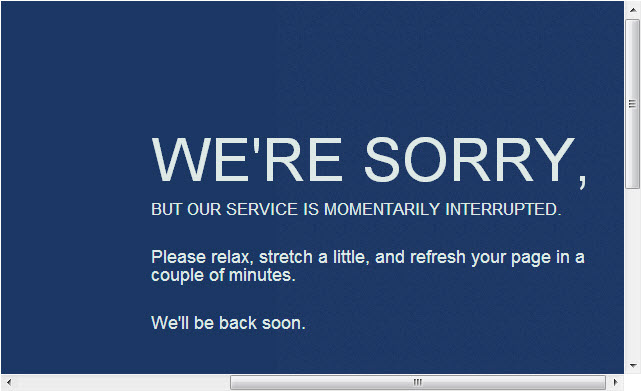 WE'RE SORRY,
BUT OUR SERVICE IS MOMENTARILY INTERRUPTED.
Please relax, stretch a little, and refresh your page in a
couple of minutes.
We'll be back soon.